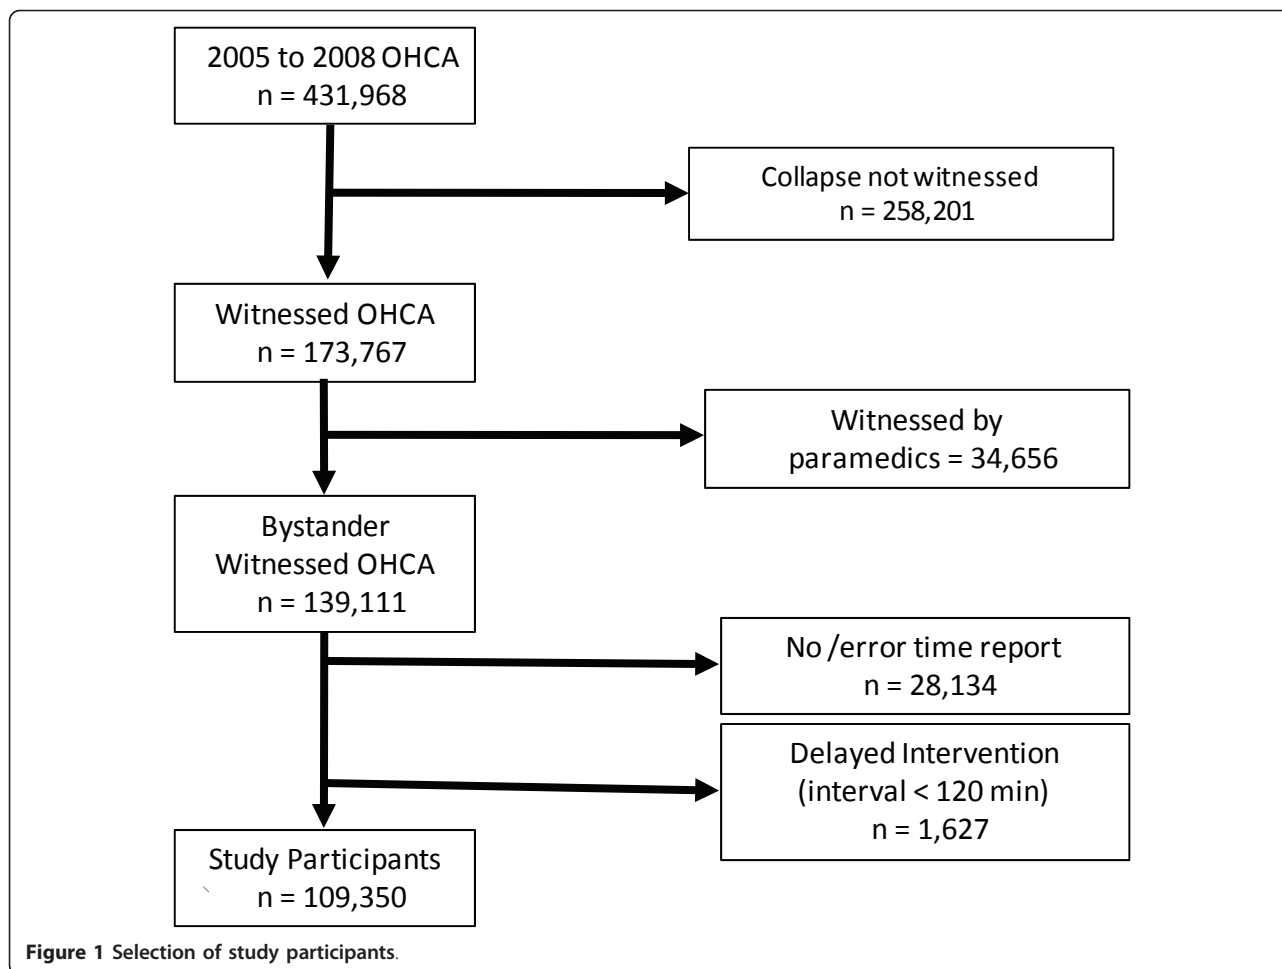 2005 to 2008 OHCA
n = 431,968
Collapse not witnessed
n = 258,201
Witnessed OHCA
n = 173,767
Witnessed by
paramedics = 34,656
Bystander
Witnessed OHCA
n = 139,111
No /error time report
n = 28,134
Delayed Intervention
(interval < 120 min)
n = 1,627
Study Participants
n = 109,350
Figure 1 Selection of study participants.